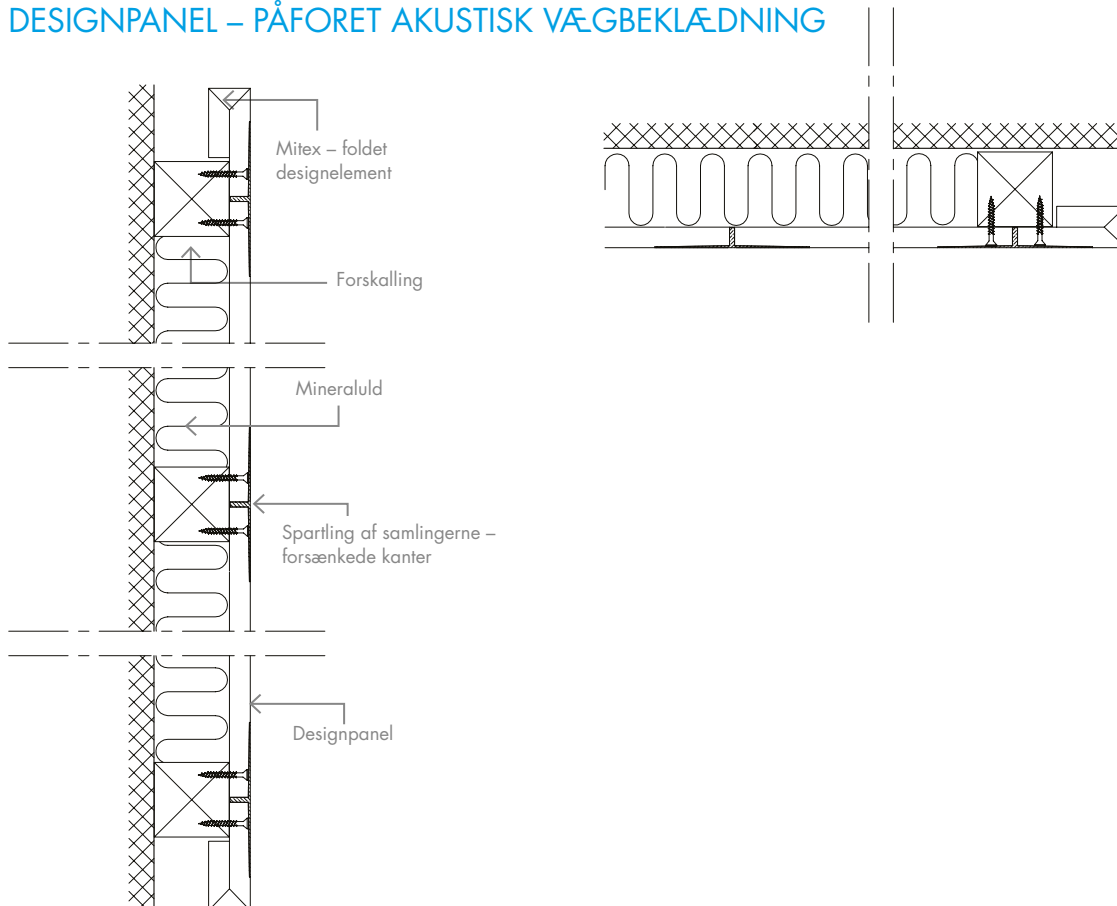 DESIGNPANEL – PÅFORET AKUSTISK VÆGBEKLÆDNING
Mitex – foldet
designelement
Forskalling
Mineraluld
Spartling af samlingerne –
forsænkede kanter
Designpanel